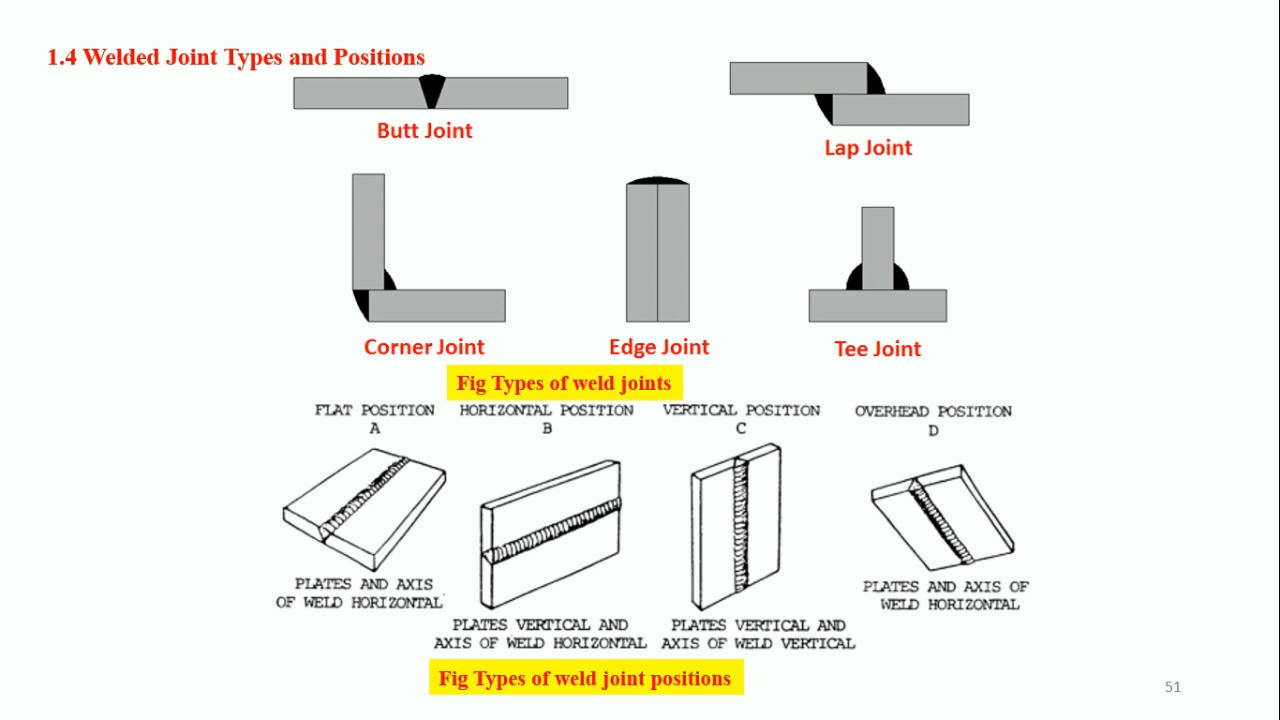 1.4 Welded Joint Types and Positions
Butt Joint
Lap Joint
Corner Joint
Edge Joint
Tee Joint
Fig Types of weld joints
FLAT POSITION
A
HORIZONTAL POSITION
B
VERTICAL POSITION
C
OVERHEAD POSITION
D
PLATES AND AXIS
OF WELD HORIZONTAL
PLATES VERTICAL AND
AXIS OF WELD HORIZONTAL
PLATES VERTICAL AND
AXIS OF WELD VERTICAL
PLATES AND AXIS OF
WELD HORIZONTAL
Fig Types of weld joint positions
51